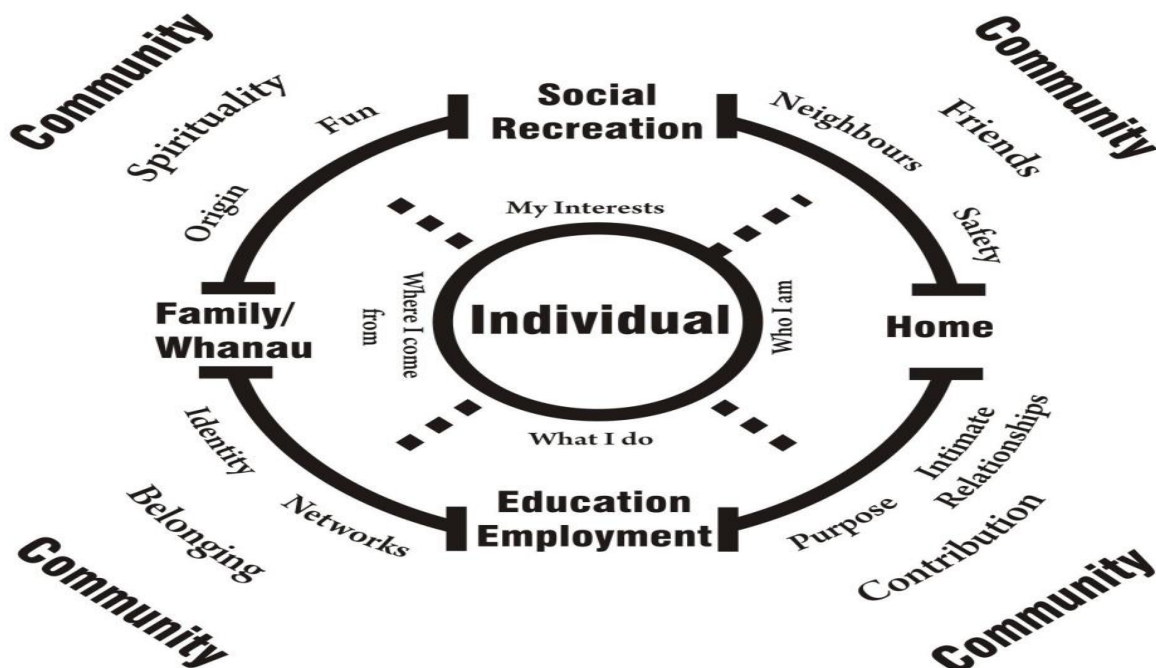 Community
Community
Spirituality
Fun
Social
Recreation
Neighbours
Friends
Origin
My Interests
Safety
Family/
Whanau
Where I come
from
Individual
Who I am
Home
Identity
What I do
Intimate
Relationships
Belonging
Networks
Education
Employment
Purpose
Contribution
Community
Community